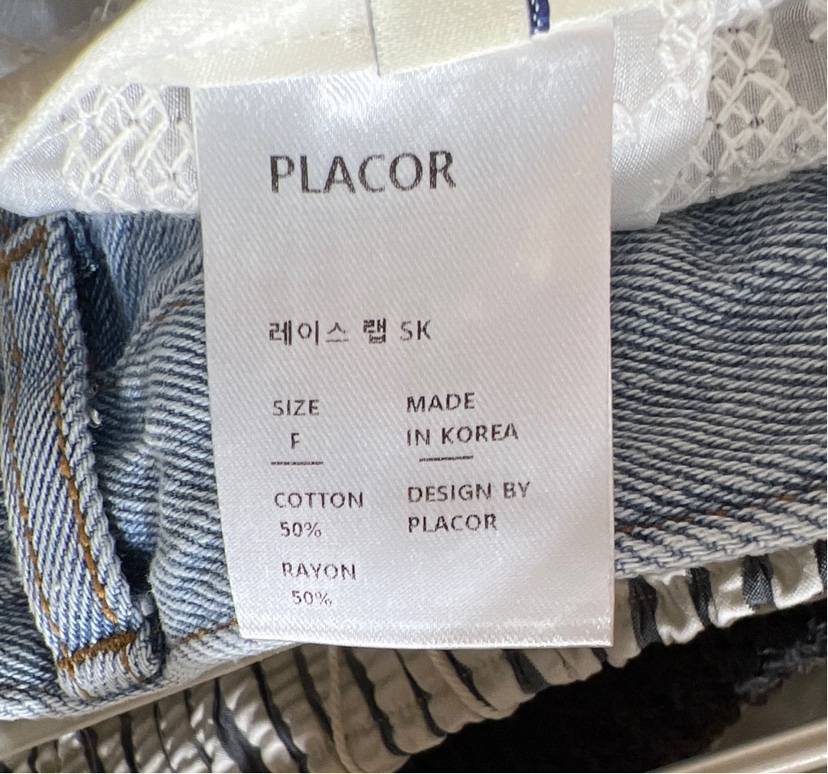 PLACOR
레이스 랩 SK
SIZE
F
MADE
IN KOREA
COTTON
50%
DESIGN BY
PLACOR
RAYON
50%